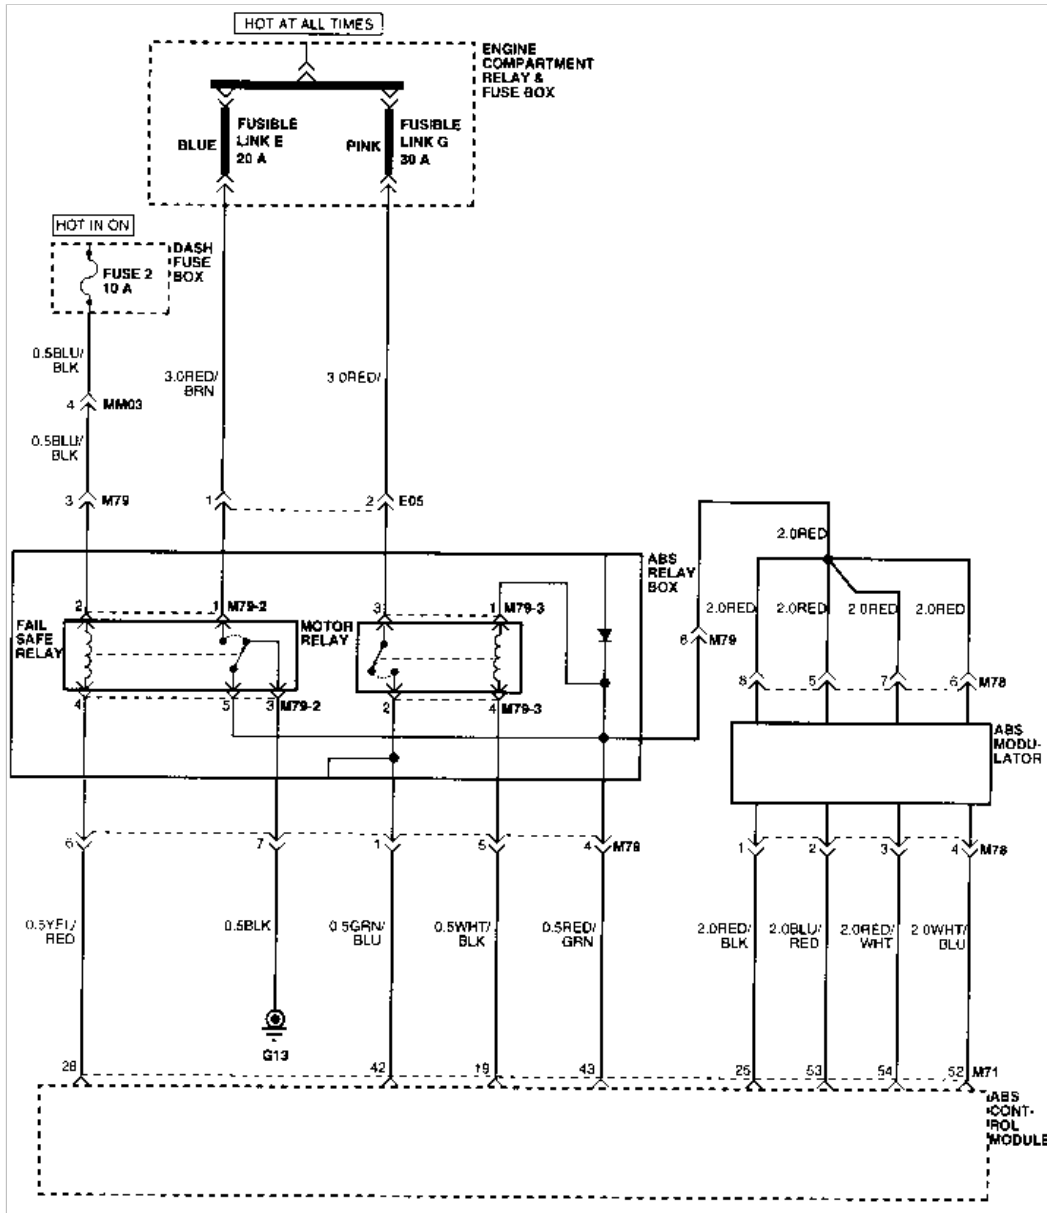 HOT AT ALL TIMES
ENGINE
COMPARTMENT
RELAY &
FUSE BOX
BLUE
FUSIBLE
LINK E
20 A
PINK
FUSIBLE
LINK G
30 A
HOT IN ON
DASH
FUSE
BOX
FUSE 2
10 A
0.5BLU/
BLK
3.0RED/
BRN
3.0RED/
4
MM03
0.5BLU/
BLK
3
M79
1
2
E05
2.0RED
ABS
RELAY
BOX
2
1
M79-2
3
1
M79-3
2.0RED
2.0RED
2.0RED
2.0RED
FAIL
SAFE
RELAY
MOTOR
RELAY
6
M79
8
5
7
6
M78
4
5
3
M79-2
2
4
M79-3
ABS
MODU-
LATOR
6
7
1
5
4
M79
1
2
3
4
M78
0.5YEL/
RED
0.5BLK
0.5GRN/
BLU
0.5WHT/
BLK
0.5RED/
GRN
2.0RED/
BLK
2.0BLU/
RED
2.0RED/
WHT
2.0WHT/
BLU
G13
28
42
19
43
25
53
54
52
M71
ABS
CONT-
ROL
MODULE